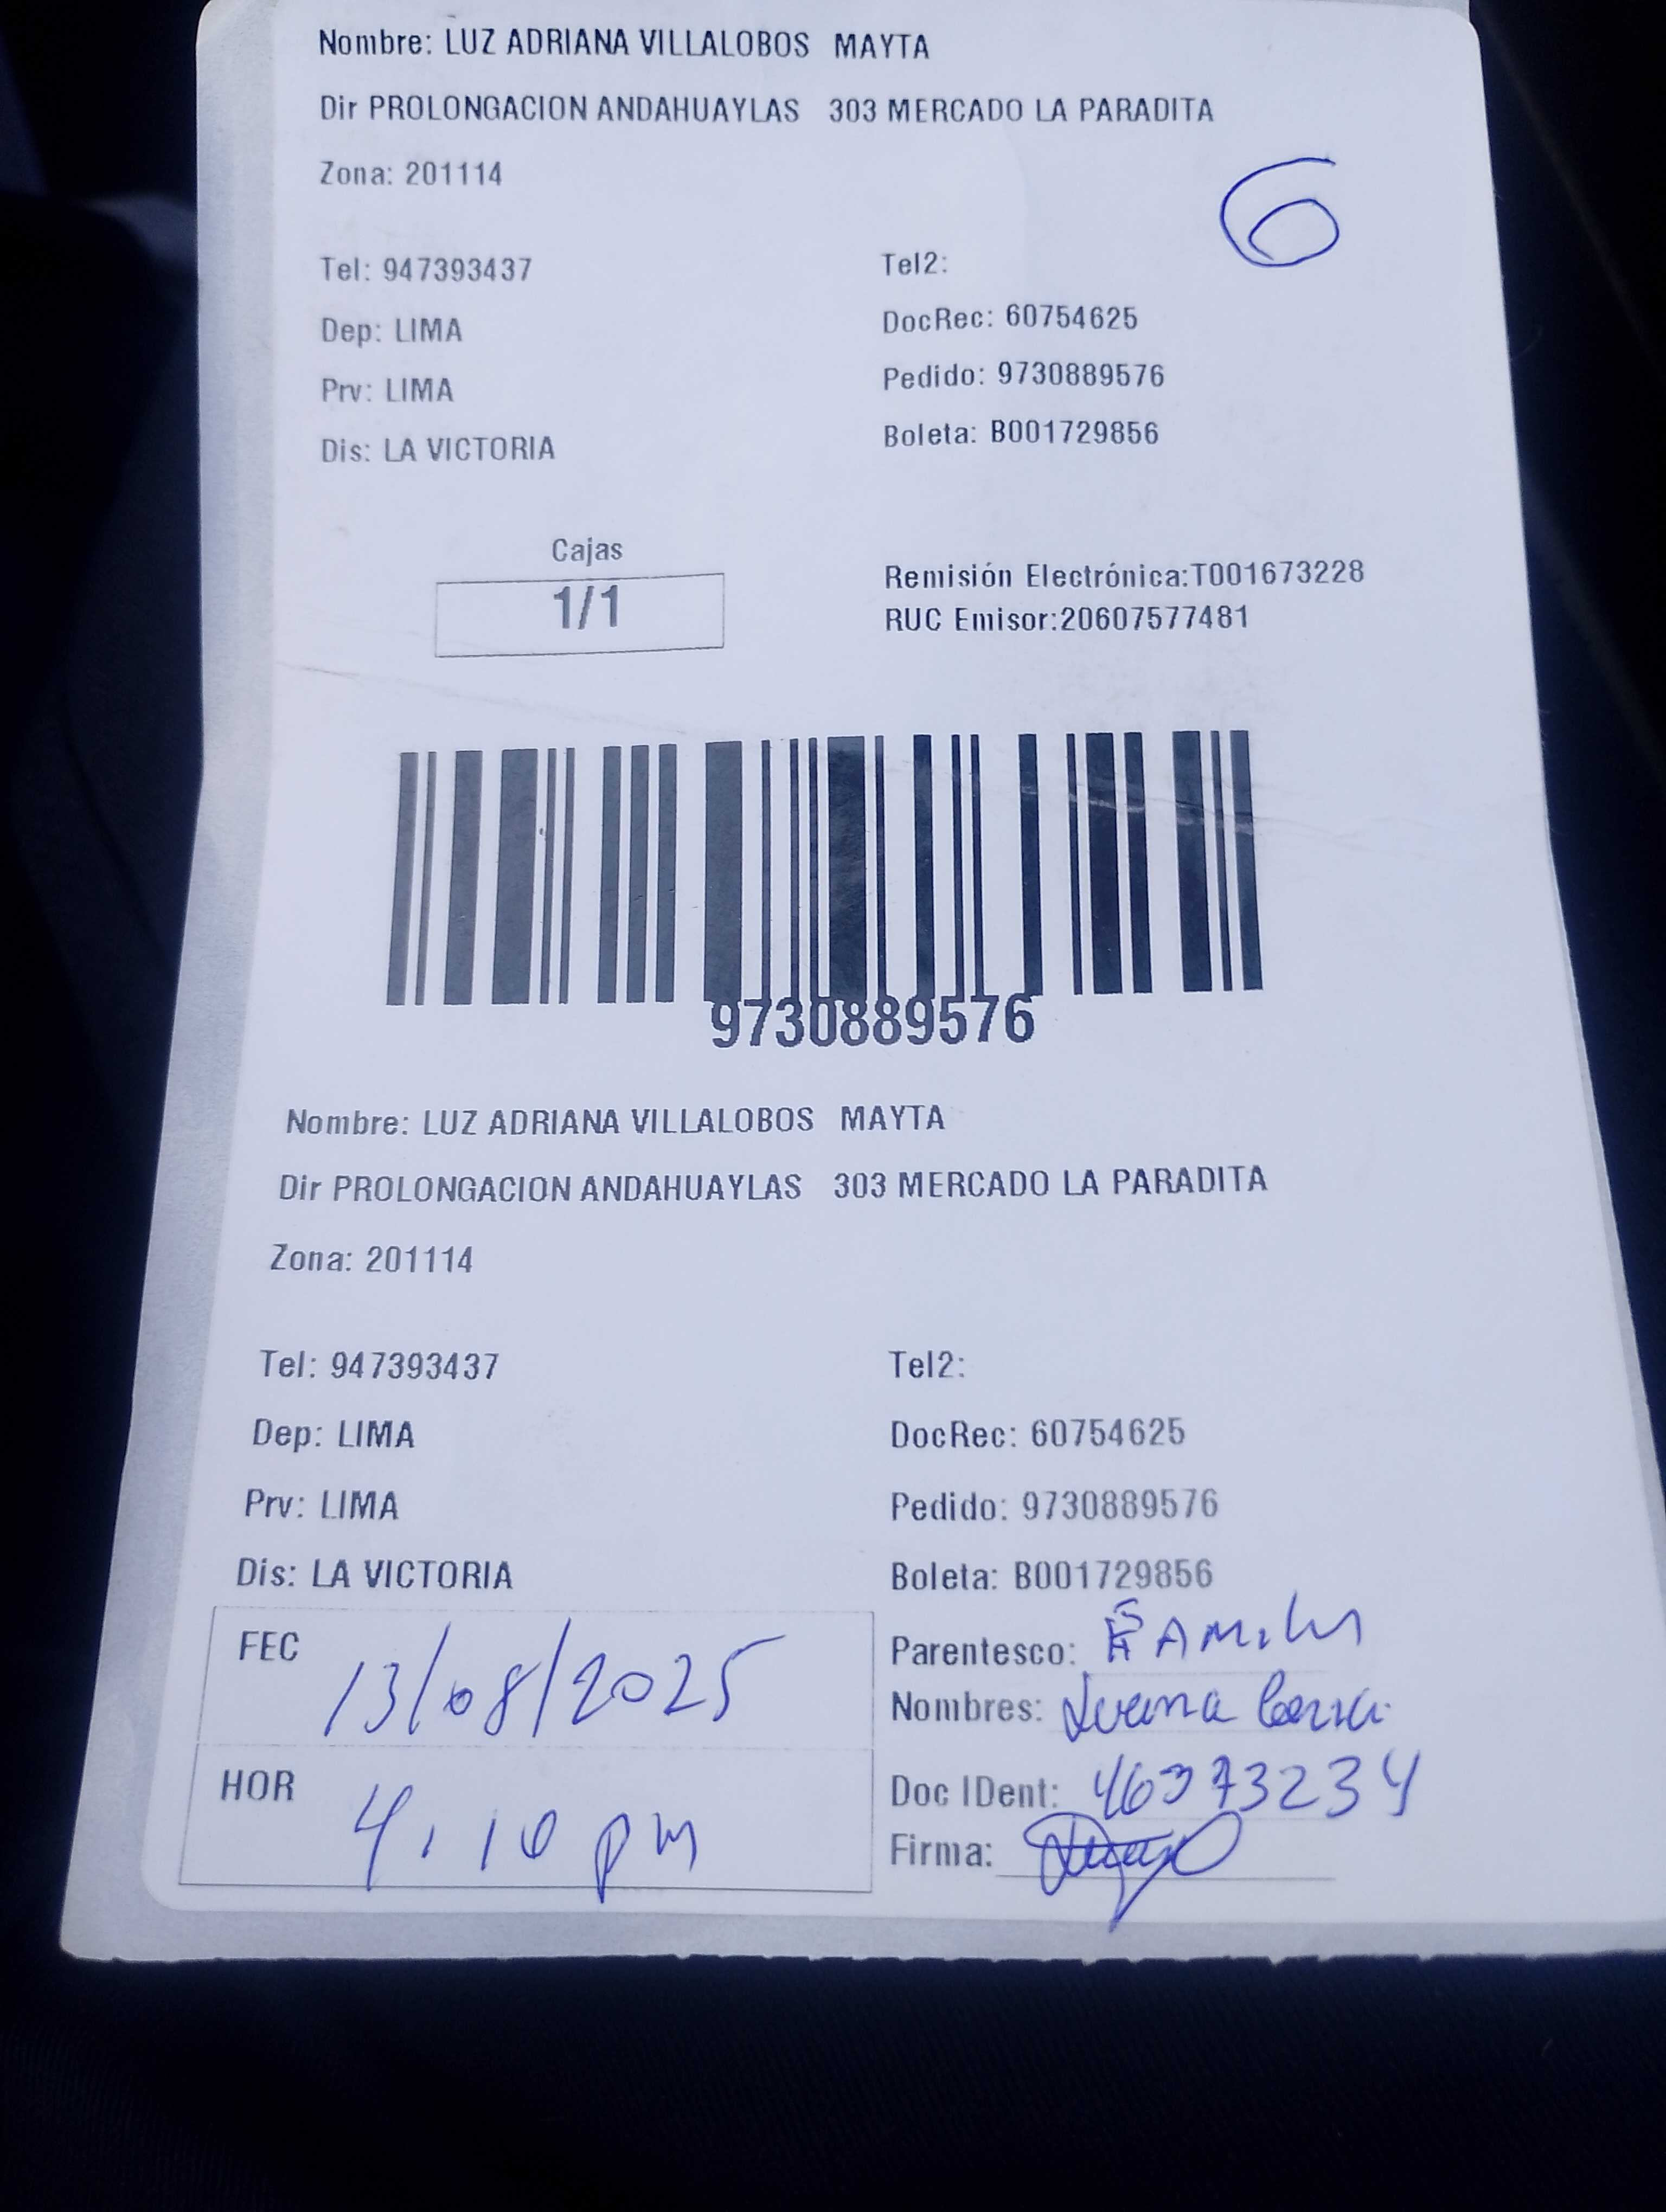 Nombre: LUZ ADRIANA VILLALOBOS MAYTA
Dir PROLONGACION ANDAHUAYLAS 303 MERCADO LA PARADITA
Zona: 201114
6
Tel: 947393437
Tel2:
Dep: LIMA
DocRec: 60754625
Prv: LIMA
Pedido: 9730889576
Dis: LA VICTORIA
Boleta: B001729856
Cajas
1/1
Remisión Electrónica:T001673228
RUC Emisor:20607577481
9730889576
Nombre: LUZ ADRIANA VILLALOBOS MAYTA
Dir PROLONGACION ANDAHUAYLAS 303 MERCADO LA PARADITA
Zona: 201114
Tel: 947393437
Tel2:
Dep: LIMA
DocRec: 60754625
Prv: LIMA
Pedido: 9730889576
Dis: LA VICTORIA
Boleta: B001729856
FEC 13/08/2025
Parentesco:
Nombres:
HOR 4:10 pm
Doc IDent: 46373234
Firma: